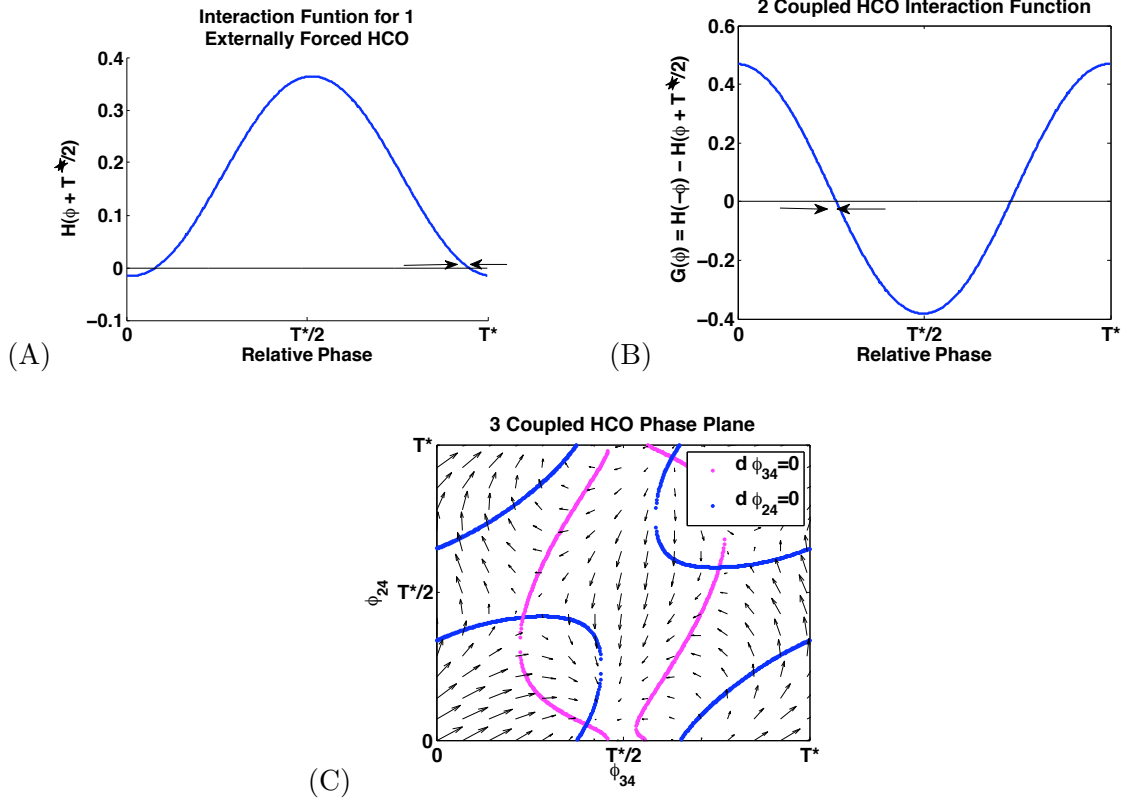 Interaction Funtion for 1
Externally Forced HCO
H(ϕ + T*/2)
0.4
0.3
0.2
0.1
0
−0.1
0
T*/2
T*
Relative Phase
(A)
2 Coupled HCO Interaction Function
G(ϕ) = H(−ϕ) − H(ϕ + T*/2)
0.6
0.4
0.2
0
−0.2
−0.4
0
T*/2
T*
Relative Phase
(B)
3 Coupled HCO Phase Plane
d ϕ34=0
d ϕ24=0
ϕ24
T*
T*/2
0
0
T*/2
T*
ϕ34
(C)